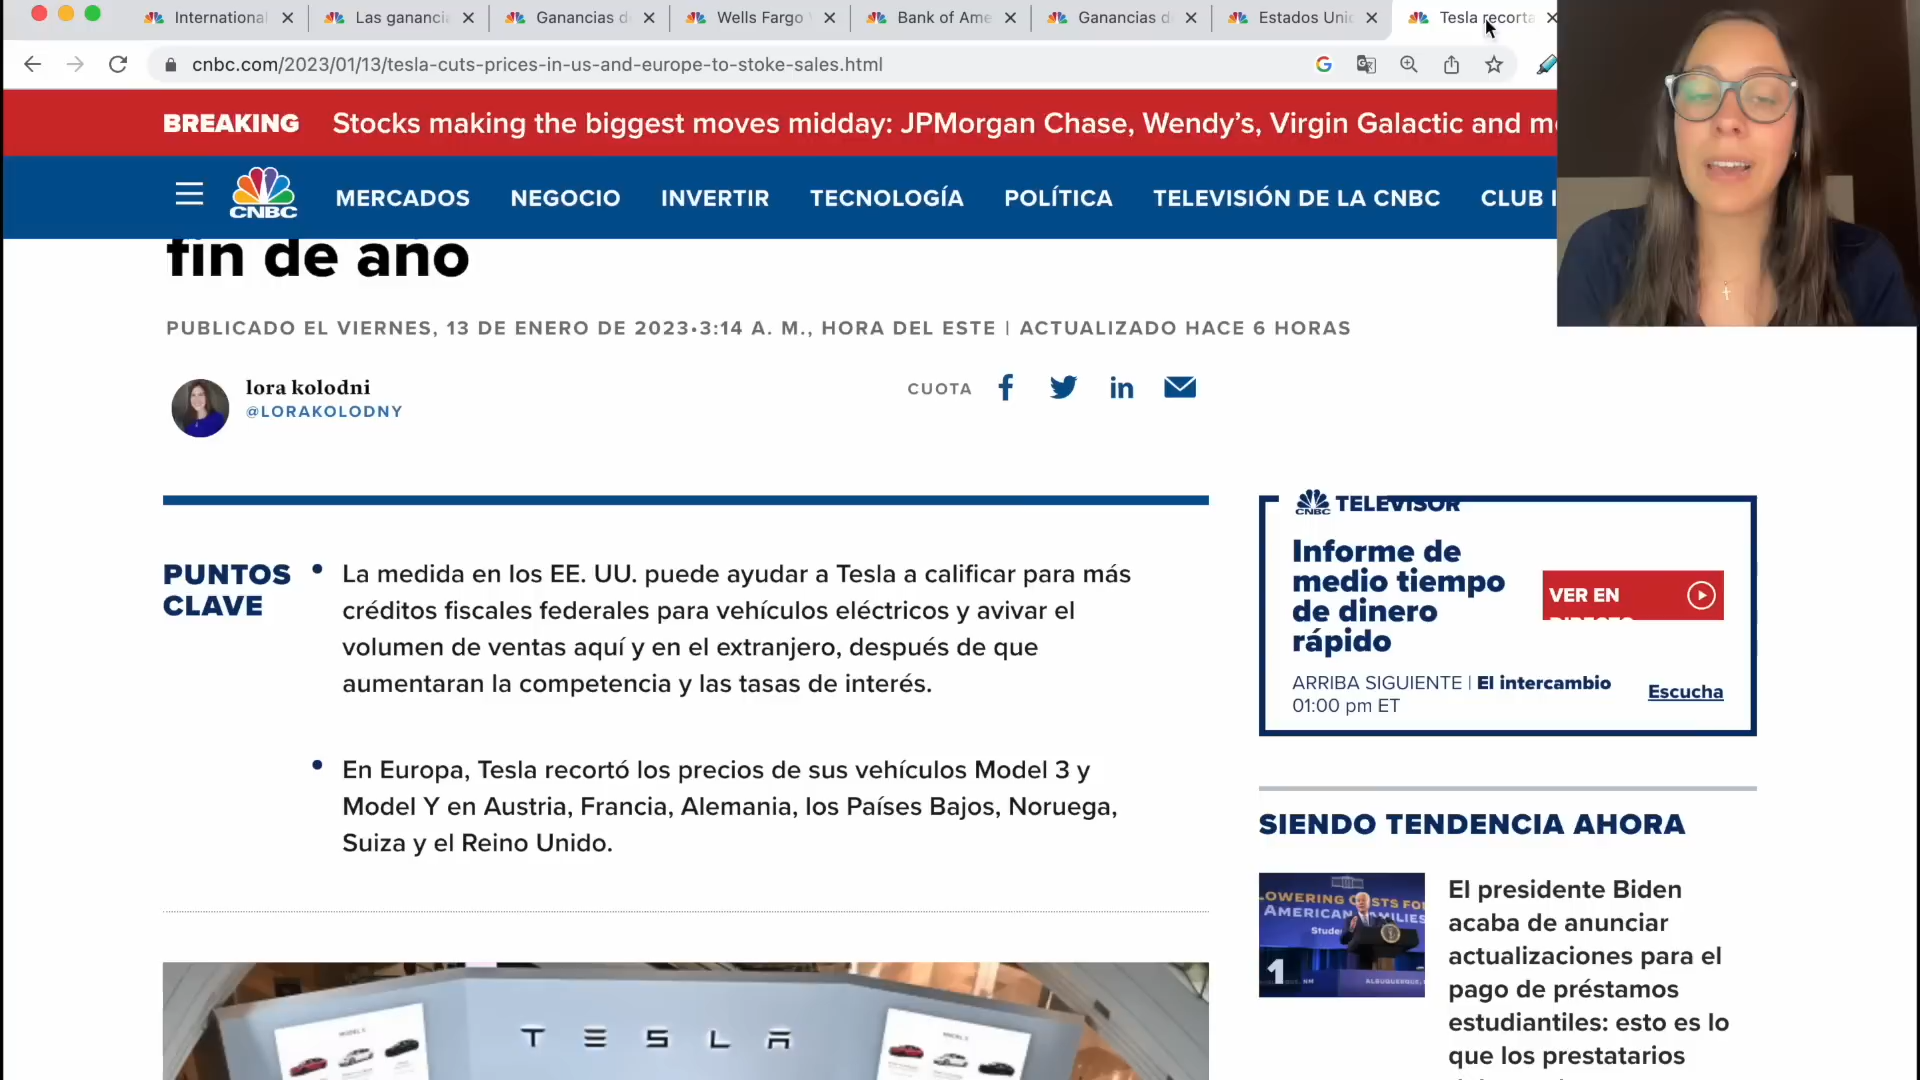 International
Las gananci
Ganancias d
Wells Fargo
Bank of Ame
Ganancias d
Estados Uni
Tesla recorta
cnbc.com/2023/01/13/tesla-cuts-prices-in-us-and-europe-to-stoke-sales.html
BREAKING Stocks making the biggest moves midday: JPMorgan Chase, Wendy's, Virgin Galactic and m
CNBC
MERCADOS NEGOCIO INVERTIR TECNOLOGÍA POLÍTICA TELEVISIÓN DE LA CNBC CLUB
fin de año
PUBLICADO EL VIERNES, 13 DE ENERO DE 2023•3:14 A. M., HORA DEL ESTE | ACTUALIZADO HACE 6 HORAS
lora kolodni
@LORAKOLODNY
CUOTA
PUNTOS
CLAVE
• La medida en los EE. UU. puede ayudar a Tesla a calificar para más
créditos fiscales federales para vehículos eléctricos y avivar el
volumen de ventas aquí y en el extranjero, después de que
aumentaran la competencia y las tasas de interés.
• En Europa, Tesla recortó los precios de sus vehículos Model 3 y
Model Y en Austria, Francia, Alemania, los Países Bajos, Noruega,
Suiza y el Reino Unido.
TESLA
CNBC TELEVISOR
Informe de
medio tiempo
de dinero
rápido
VER EN
DIRECTO
ARRIBA SIGUIENTE | El intercambio
01:00 pm ET
Escucha
SIENDO TENDENCIA AHORA
1
El presidente Biden
acaba de anunciar
actualizaciones para el
pago de préstamos
estudiantiles: esto es lo
que los prestatarios